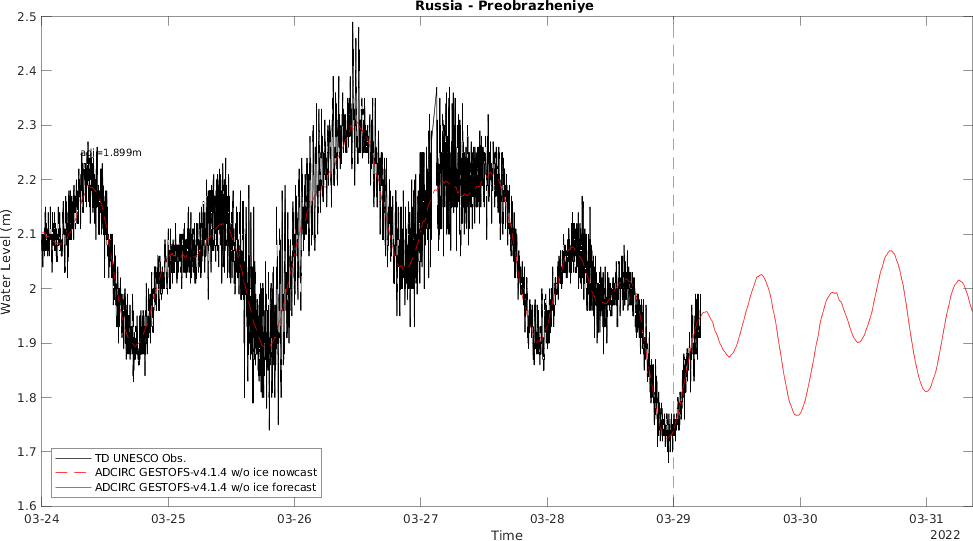 Russia - Preobrazheniye
2.5
2.4
2.3
2.2
2.1
2
1.9
1.8
1.7
1.6
Water Level (m)
adj=1.899m
TD UNESCO Obs.
ADCIRC GESTOFS-v4.1.4 w/o ice nowcast
ADCIRC GESTOFS-v4.1.4 w/o ice forecast
03-24 03-25 03-26 03-27 03-28 03-29 03-30 03-31
Time
2022